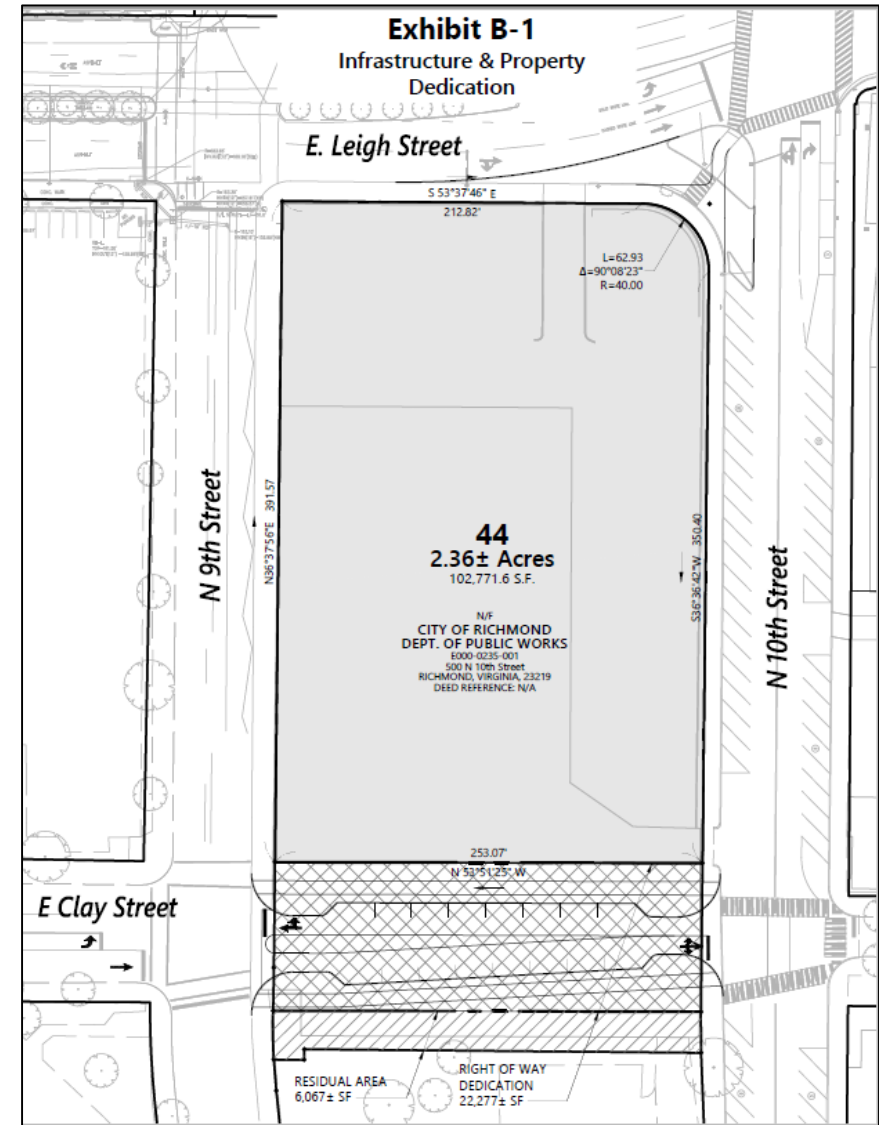 Exhibit B-1
Infrastructure & Property
Dedication
E. Leigh Street
S 53°37'46" E
212.82'
L=62.93
Δ=90°08'23"
R=40.00
N 9th Street
N36°37'56"E 391.57
44
2.36± Acres
102,771.6 S.F.
N/F
CITY OF RICHMOND
DEPT. OF PUBLIC WORKS
E000-0235-001
500 N 10th Street
RICHMOND, VIRGINIA, 23219
DEED REFERENCE: N/A
S36°36'42"W 350.40
N 10th Street
253.07'
N 53°51'25" W
E Clay Street
RESIDUAL AREA
6,067± SF
RIGHT OF WAY
DEDICATION
22,277± SF